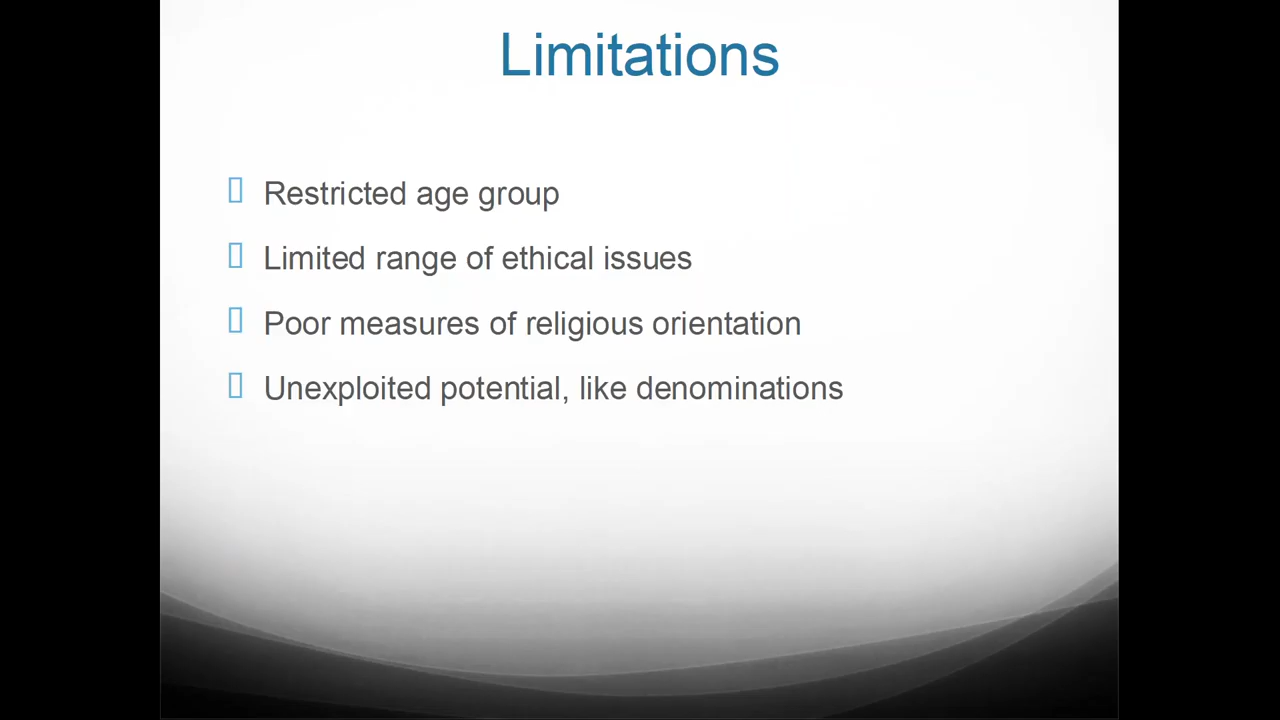 Limitations
Restricted age group
Limited range of ethical issues
Poor measures of religious orientation
Unexploited potential, like denominations